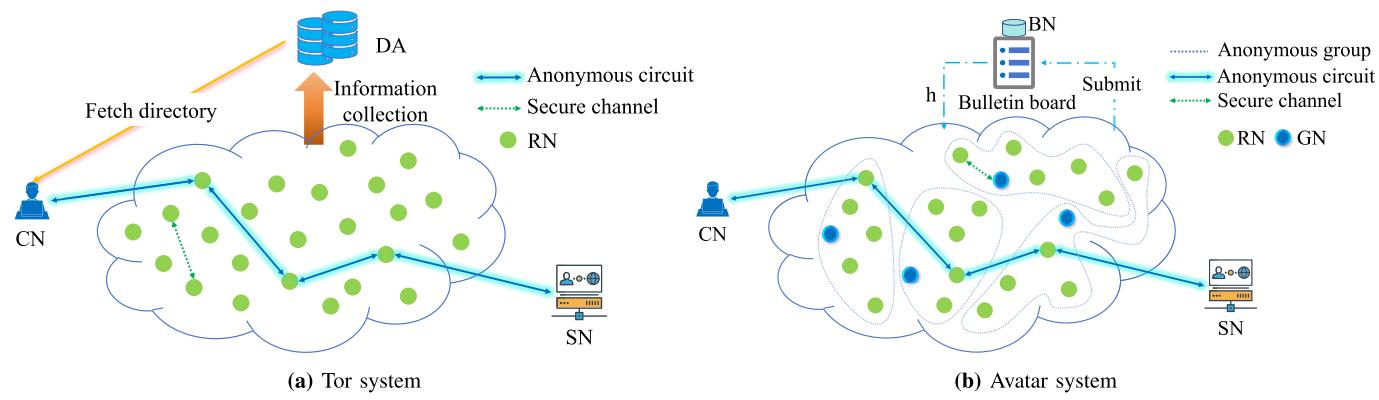 DA
Anonymous circuit
Secure channel
RN
Information
collection
Fetch directory
CN
SN
(a) Tor system
BN
Bulletin board
h
Submit
Anonymous group
Anonymous circuit
Secure channel
RN GN
CN
SN
(b) Avatar system